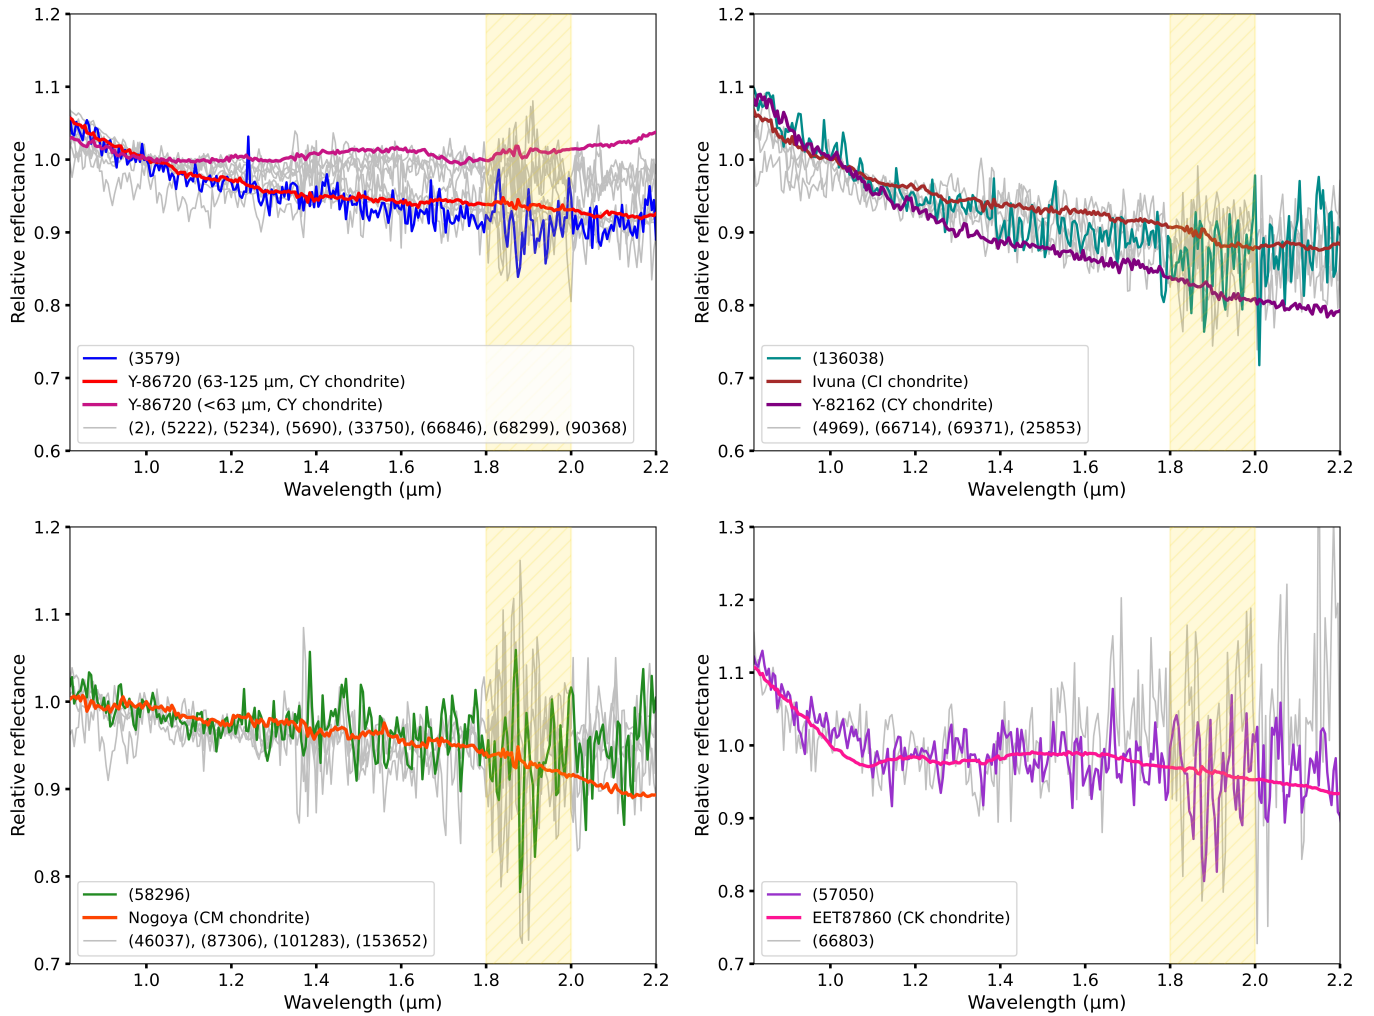 1.2
1.1
1.0
0.9
0.8
0.7
0.6
Relative reflectance
(3579)
Y-86720 (63-125 μm, CY chondrite)
Y-86720 (<63 μm, CY chondrite)
(2), (5222), (5234), (5690), (33750), (66846), (68299), (90368)
1.0 1.2 1.4 1.6 1.8 2.0 2.2
Wavelength (μm)
1.2
1.1
1.0
0.9
0.8
0.7
0.6
Relative reflectance
(136038)
Ivuna (CI chondrite)
Y-82162 (CY chondrite)
(4969), (66714), (69371), (25853)
1.0 1.2 1.4 1.6 1.8 2.0 2.2
Wavelength (μm)
1.2
1.1
1.0
0.9
0.8
0.7
Relative reflectance
(58296)
Nogoya (CM chondrite)
(46037), (87306), (101283), (153652)
1.0 1.2 1.4 1.6 1.8 2.0 2.2
Wavelength (μm)
1.3
1.2
1.1
1.0
0.9
0.8
0.7
Relative reflectance
(57050)
EET87860 (CK chondrite)
(66803)
1.0 1.2 1.4 1.6 1.8 2.0 2.2
Wavelength (μm)